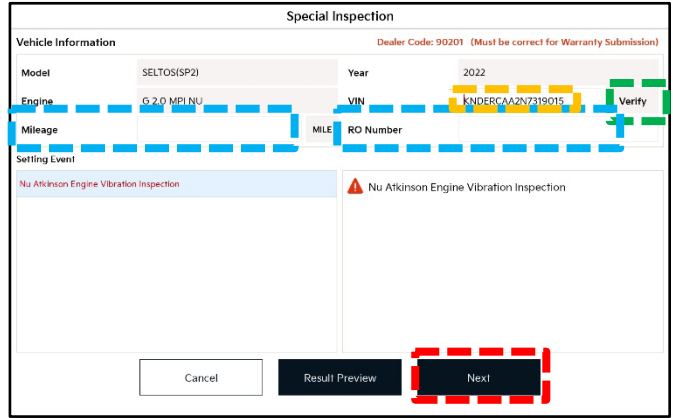 Special Inspection
Vehicle Information Dealer Code: 90201 (Must be correct for Warranty Submission)
Model SELTOS(SP2) Year 2022
Engine G 2.0 MPI NU VIN KNDERCAA2N7319015 Verify
Mileage MILE RO Number
Setting Event
Nu Atkinson Engine Vibration Inspection Nu Atkinson Engine Vibration Inspection
Cancel Result Preview Next